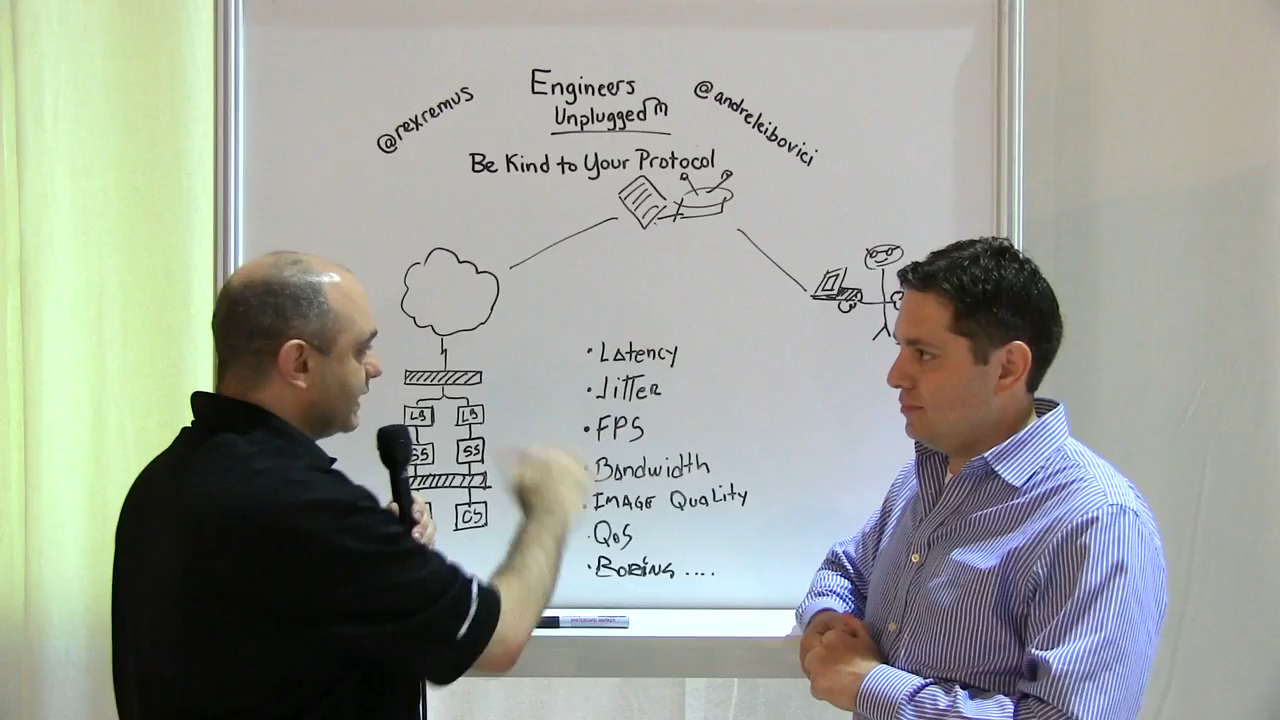 @rexremus
Engineers
Unplugged
@andreleibovici
Be Kind to Your Protocol
• Latency
• Jitter
• FPS
• Bandwidth
• IMAGE QuaLity
• QoS
• BORING ....
LB LB
SS SS
CS